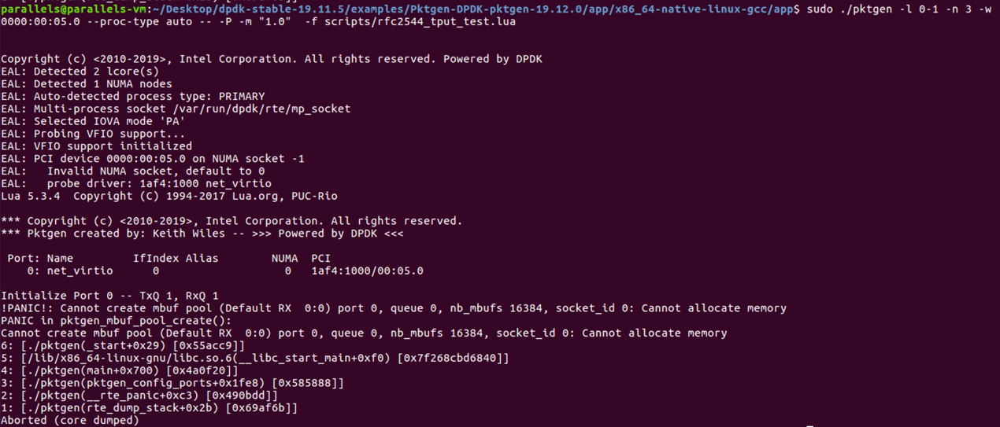 parallels@parallels-vm:~/Desktop/dpdk-stable-19.11.5/examples/Pktgen-DPDK-pktgen-19.12.0/app/x86_64-native-linux-gcc/app$ sudo ./pktgen -l 0-1 -n 3 -w
0000:00:05.0 --proc-type auto -- -P -m "1.0"  -f scripts/rfc2544_tput_test.lua
Copyright (c) <2010-2019>, Intel Corporation. All rights reserved. Powered by DPDK
EAL: Detected 2 lcore(s)
EAL: Detected 1 NUMA nodes
EAL: Auto-detected process type: PRIMARY
EAL: Multi-process socket /var/run/dpdk/rte/mp_socket
EAL: Selected IOVA mode 'PA'
EAL: Probing VFIO support...
EAL: VFIO support initialized
EAL: PCI device 0000:00:05.0 on NUMA socket -1
EAL:   Invalid NUMA socket, default to 0
EAL:   probe driver: 1af4:1000 net_virtio
Lua 5.3.4  Copyright (C) 1994-2017 Lua.org, PUC-Rio
*** Copyright (c) <2010-2019>, Intel Corporation. All rights reserved.
*** Pktgen created by: Keith Wiles -- >>> Powered by DPDK <<<
Port: Name         IfIndex Alias        NUMA  PCI
0: net_virtio      0                   0   1af4:1000/00:05.0
Initialize Port 0 -- TxQ 1, RxQ 1
!PANIC!: Cannot create mbuf pool (Default RX  0:0) port 0, queue 0, nb_mbufs 16384, socket_id 0: Cannot allocate memory
PANIC in pktgen_mbuf_pool_create():
Cannot create mbuf pool (Default RX  0:0) port 0, queue 0, nb_mbufs 16384, socket_id 0: Cannot allocate memory
6: [./pktgen(_start+0x29) [0x55acc9]]
5: [/lib/x86_64-linux-gnu/libc.so.6(__libc_start_main+0xf0) [0x7f268cbd6840]]
4: [./pktgen(main+0x700) [0x4a0f20]]
3: [./pktgen(pktgen_config_ports+0x1fe8) [0x585888]]
2: [./pktgen(__rte_panic+0xc3) [0x490bdd]]
1: [./pktgen(rte_dump_stack+0x2b) [0x69af6b]]
Aborted (core dumped)